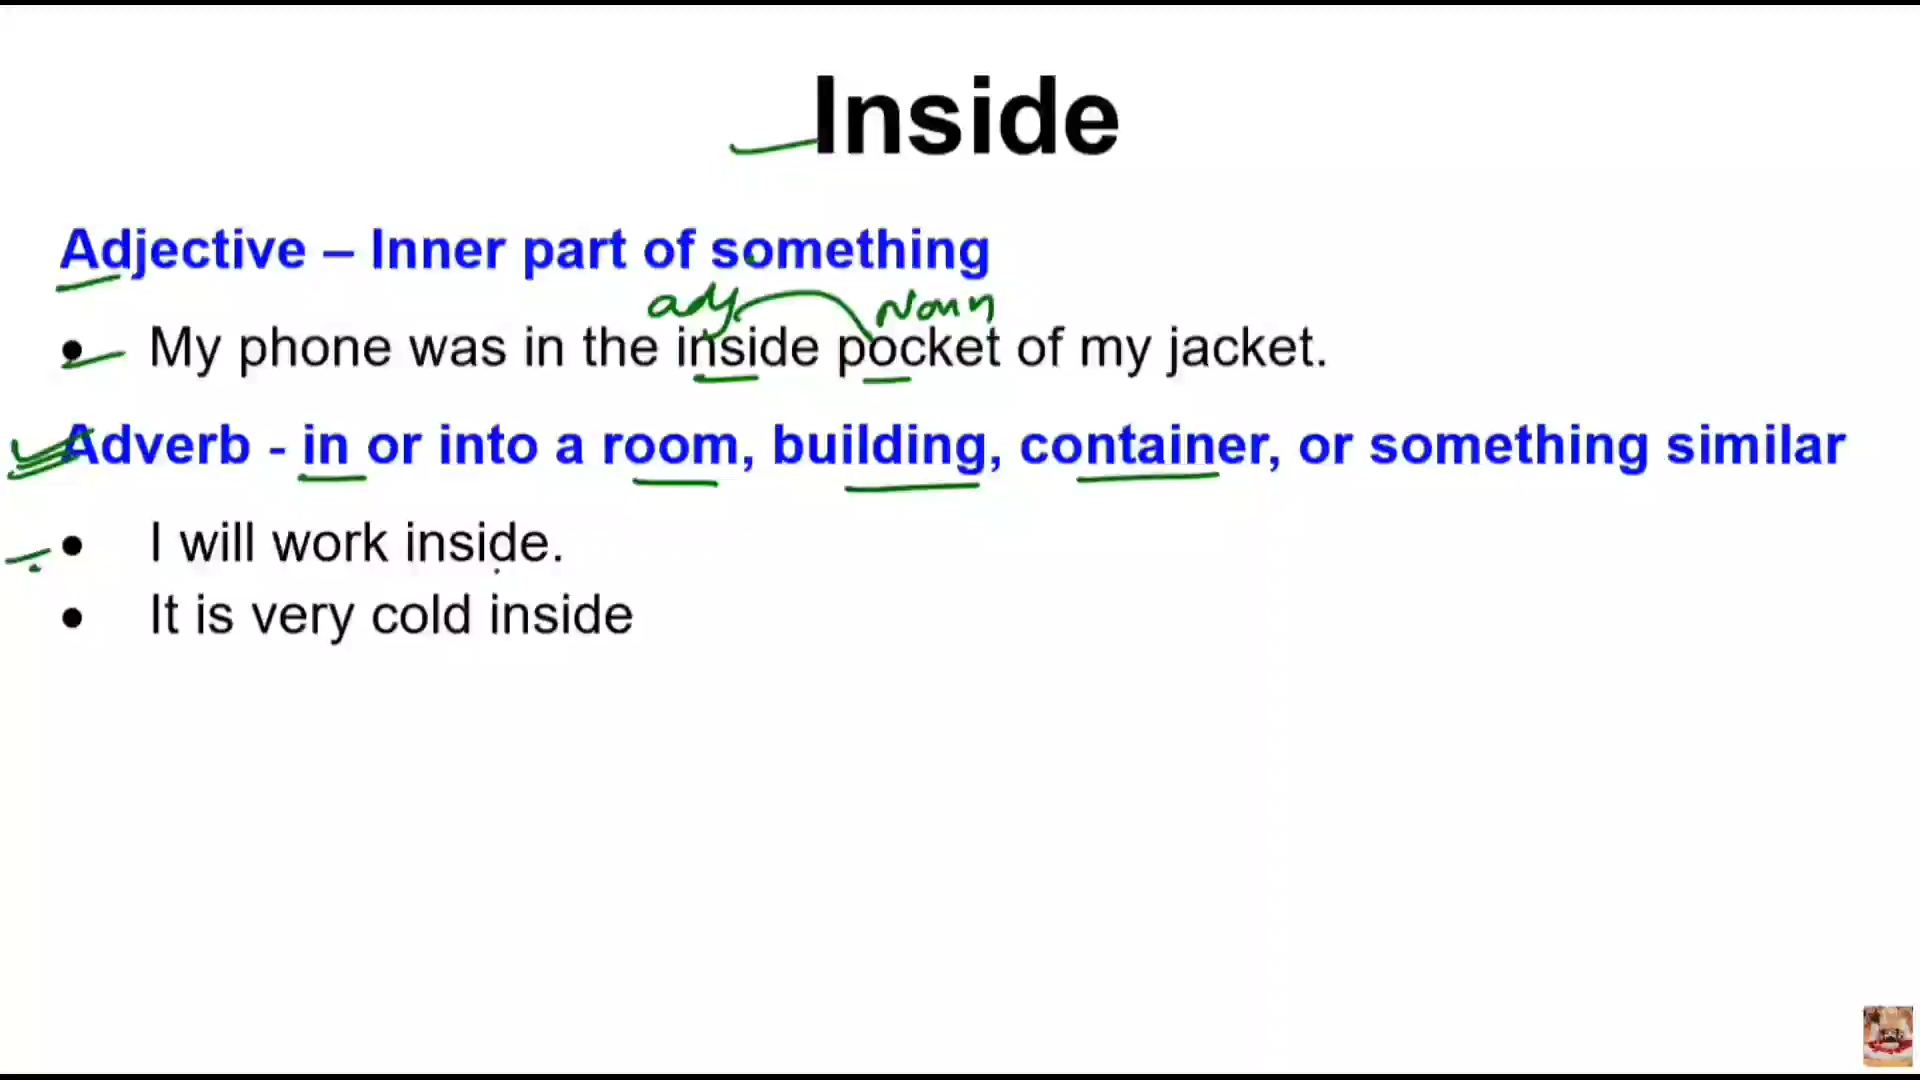 Inside
Adjective – Inner part of something
adj Noun
• My phone was in the inside pocket of my jacket.
Adverb - in or into a room, building, container, or something similar
• I will work inside.
• It is very cold inside